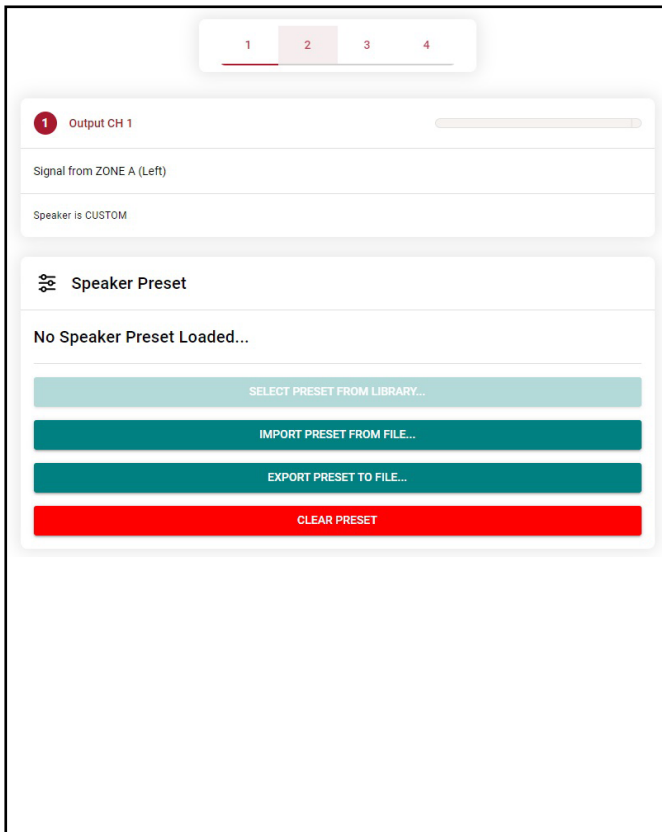 1 2 3 4
1 Output CH 1
Signal from ZONE A (Left)
Speaker is CUSTOM
Speaker Preset
No Speaker Preset Loaded...
SELECT PRESET FROM LIBRARY...
IMPORT PRESET FROM FILE...
EXPORT PRESET TO FILE...
CLEAR PRESET